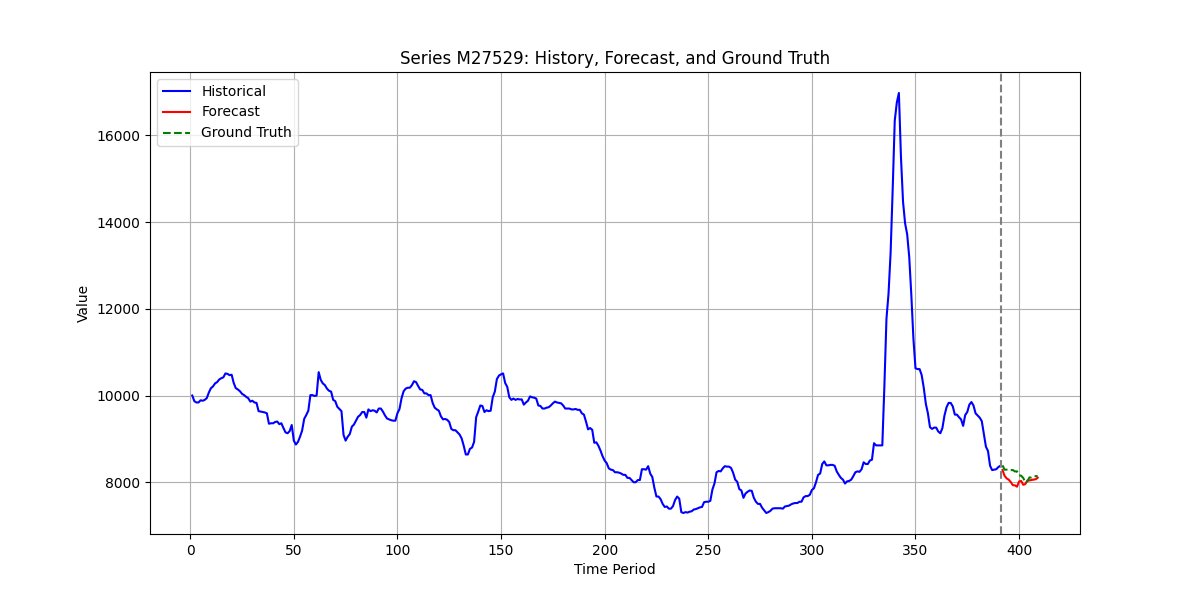 Series M27529: History, Forecast, and Ground Truth
Historical
Forecast
Ground Truth
16000
14000
12000
10000
8000
Value
0 50 100 150 200 250 300 350 400
Time Period